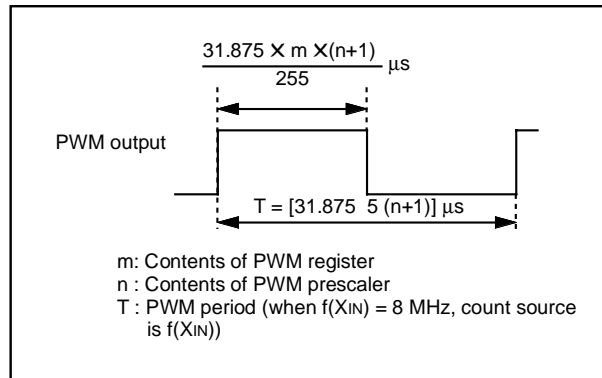 31.875 × m ×(n+1)
255
μs
PWM output
T = [31.875 5 (n+1)] μs
m: Contents of PWM register
n : Contents of PWM prescaler
T : PWM period (when f(XIN) = 8 MHz, count source
is f(XIN))